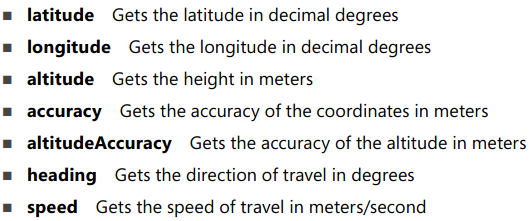 ▪ latitude Gets the latitude in decimal degrees
▪ longitude Gets the longitude in decimal degrees
▪ altitude Gets the height in meters
▪ accuracy Gets the accuracy of the coordinates in meters
▪ altitudeAccuracy Gets the accuracy of the altitude in meters
▪ heading Gets the direction of travel in degrees
▪ speed Gets the speed of travel in meters/second